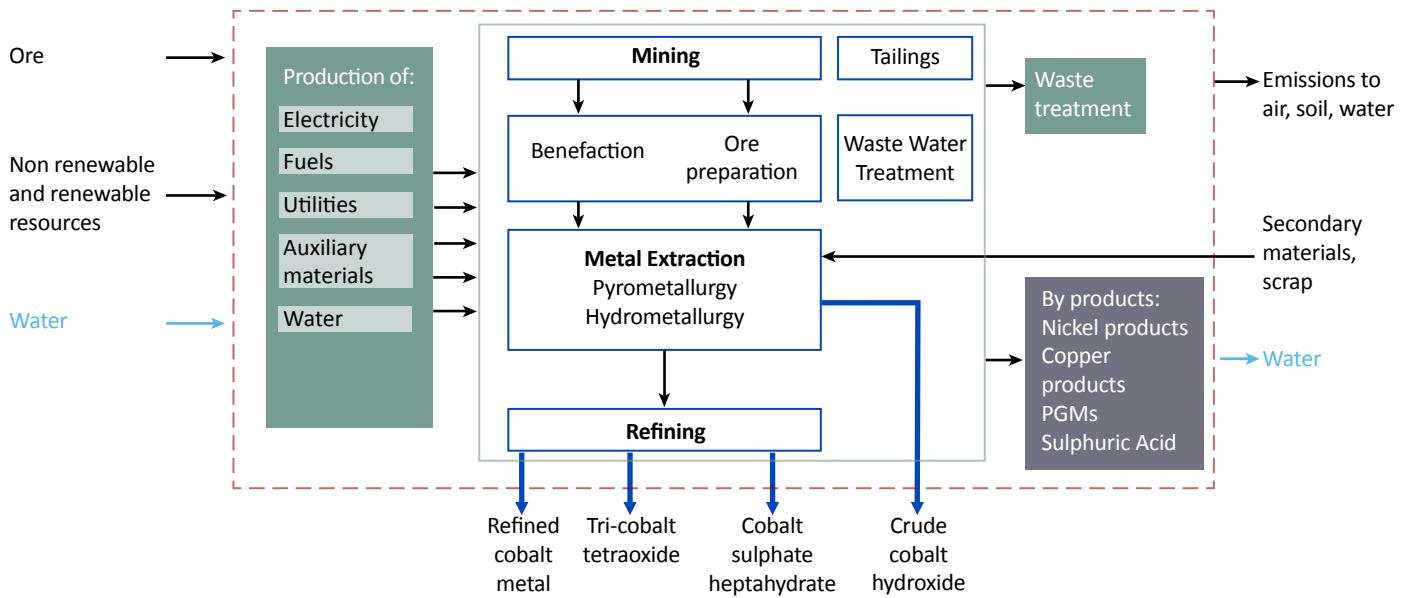 Ore
Non renewable
and renewable
resources
Water
Production of:
Electricity
Fuels
Utilities
Auxiliary
materials
Water
Mining
Benefaction
Ore
preparation
Metal Extraction
Pyrometallurgy
Hydrometallurgy
Refining
Tailings
Waste Water
Treatment
Waste
treatment
By products:
Nickel products
Copper
products
PGMs
Sulphuric Acid
Emissions to
air, soil, water
Secondary
materials,
scrap
Water
Refined
cobalt
metal
Tri-cobalt
tetraoxide
Cobalt
sulphate
heptahydrate
Crude
cobalt
hydroxide